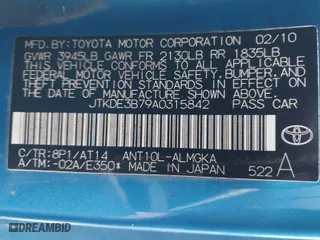 MFD. BY: TOYOTA MOTOR CORPORATION 02/10
GVWR 3945LB GAWR FR 2130LB RR 1835LB
THIS VEHICLE CONFORMS TO ALL APPLICABLE
FEDERAL MOTOR VEHICLE SAFETY, BUMPER, AND
THEFT PREVENTION STANDARDS IN EFFECT ON
THE DATE OF MANUFACTURE SHOWN ABOVE.
JTKDE3B79A0315842 PASS CAR
TOYOTA
C/TR:8P1/AT14 ANT10L-ALMGKA
A/TM:-02A/E350* MADE IN JAPAN 522 A